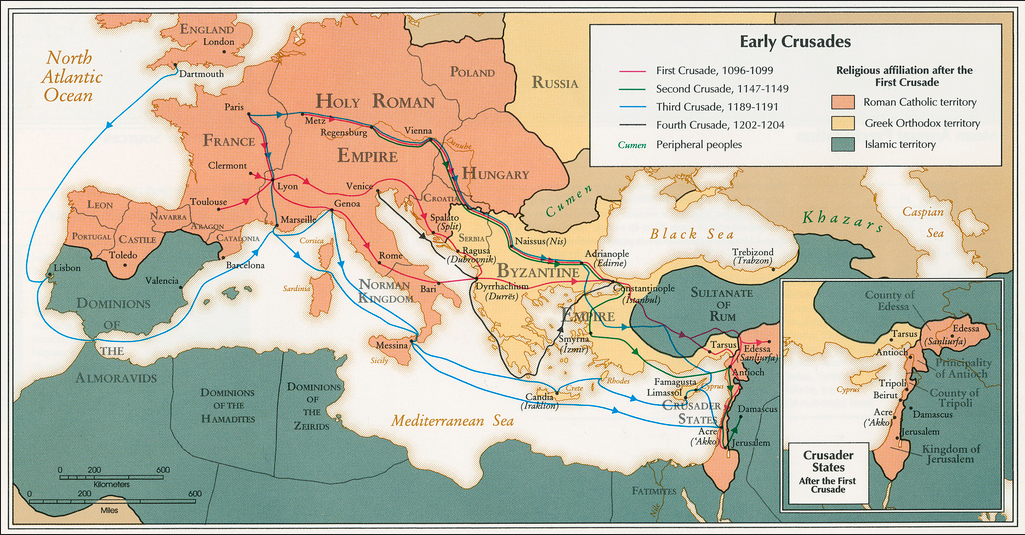 Early Crusades
First Crusade, 1096-1099
Second Crusade, 1147-1149
Third Crusade, 1189-1191
Fourth Crusade, 1202-1204
Cumen Peripheral peoples
Religious affiliation after the
First Crusade
Roman Catholic territory
Greek Orthodox territory
Islamic territory
North
Atlantic
Ocean
ENGLAND
London
Dartmouth
POLAND
RUSSIA
HOLY ROMAN
EMPIRE
Paris
Metz
Regensburg
Vienna
Danube
FRANCE
HUNGARY
Cumen
Khazars
Caspian
Sea
Clermont
Lyon
Venice
CROATIA
Toulouse
Genoa
LEON
NAVARRA
ARAGON
CATALONIA
PORTUGAL
CASTILE
Toledo
Marseille
Corsica
Spalato
(Split)
SERBIA
Ragusa
(Dubrovnik)
Naissus (Nis)
Black Sea
Trebizond
(Trabzon)
Adrianople
(Edirne)
Lisbon
Valencia
Barcelona
Sardinia
Rome
NORMAN
KINGDOM
Bari
BYZANTINE
EMPIRE
Dyrrhachium
(Durrës)
Constantinople
(Istanbul)
SULTANATE
OF
RUM
DOMINIONS
OF
THE
ALMORAVIDS
Messina
Sicily
Smyrna
(Izmir)
Tarsus
Edessa
(Sanliurfa)
Antioch
DOMINIONS
OF THE
HAMADITES
DOMINIONS
OF
THE
ZEIRIDS
Candia
(Iraklion)
Crete
Rhodes
Famagusta
Limassol
Cyprus
CRUSADER
STATES
Damascus
Mediterranean Sea
Acre
('Akko)
Jerusalem
FATIMITES
Nile
0 200 600
Kilometers
0 200 600
Miles
County of
Edessa
Tarsus
Edessa
(Sanliurfa)
Antioch
Principality
of Antioch
Cyprus
Tripoli
County of
Tripoli
Beirut
Damascus
Acre
('Akko)
Jerusalem
Kingdom of
Jerusalem
Crusader
States
After the First
Crusade